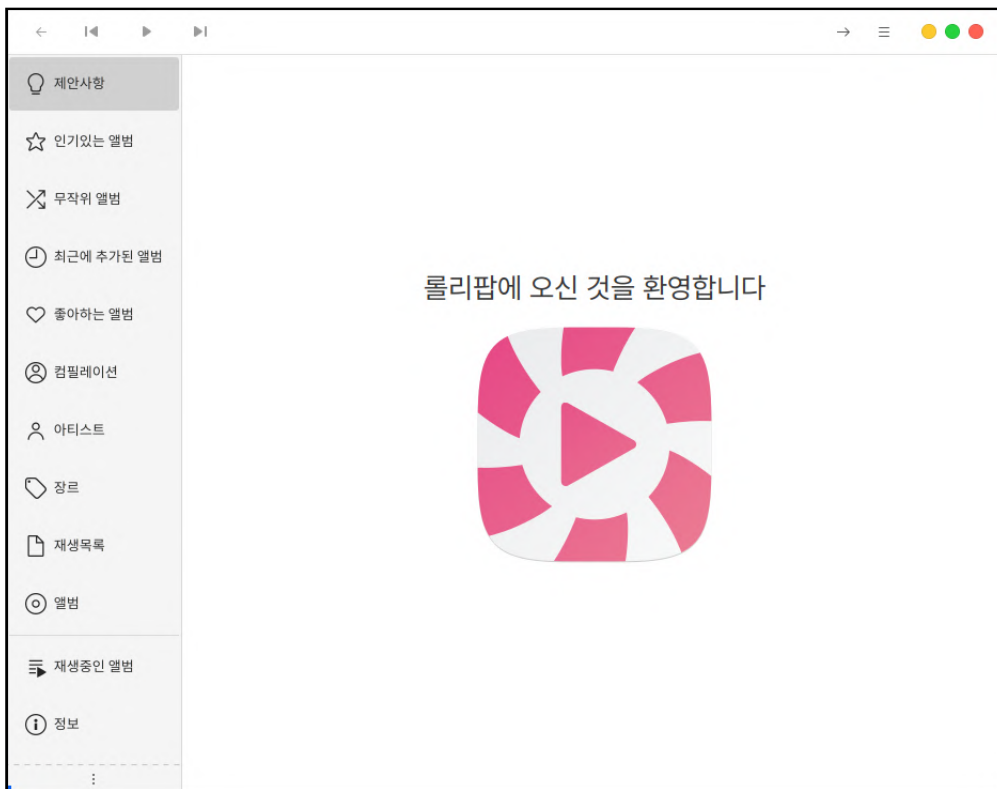 제안사항
인기있는 앨범
무작위 앨범
최근에 추가된 앨범
좋아하는 앨범
컴필레이션
아티스트
장르
재생목록
앨범
재생중인 앨범
정보
롤리팝에 오신 것을 환영합니다